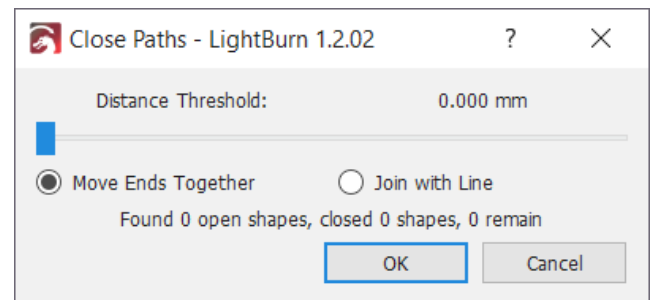 Close Paths - LightBurn 1.2.02 ? ×
Distance Threshold: 0.000 mm
Move Ends Together Join with Line
Found 0 open shapes, closed 0 shapes, 0 remain
OK Cancel